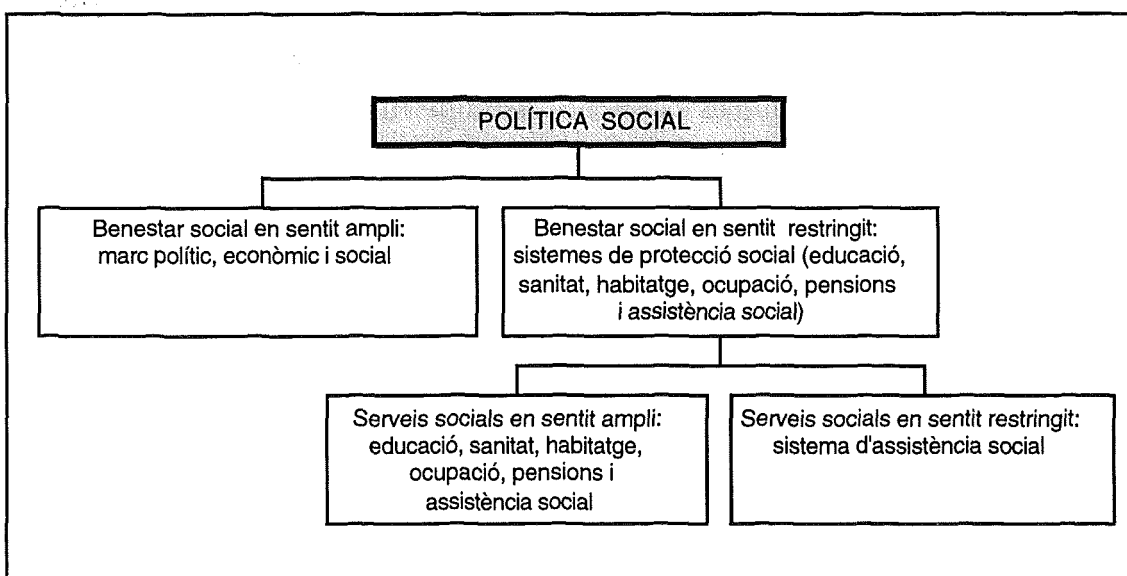 POLÍTICA SOCIAL
Benestar social en sentit ampli:
marc polític, econòmic i social
Benestar social en sentit restringit:
sistemes de protecció social (educació,
sanitat, habitatge, ocupació, pensions
i assistència social)
Serveis socials en sentit ampli:
educació, sanitat, habitatge,
ocupació, pensions i
assistència social
Serveis socials en sentit restringit:
sistema d'assistència social